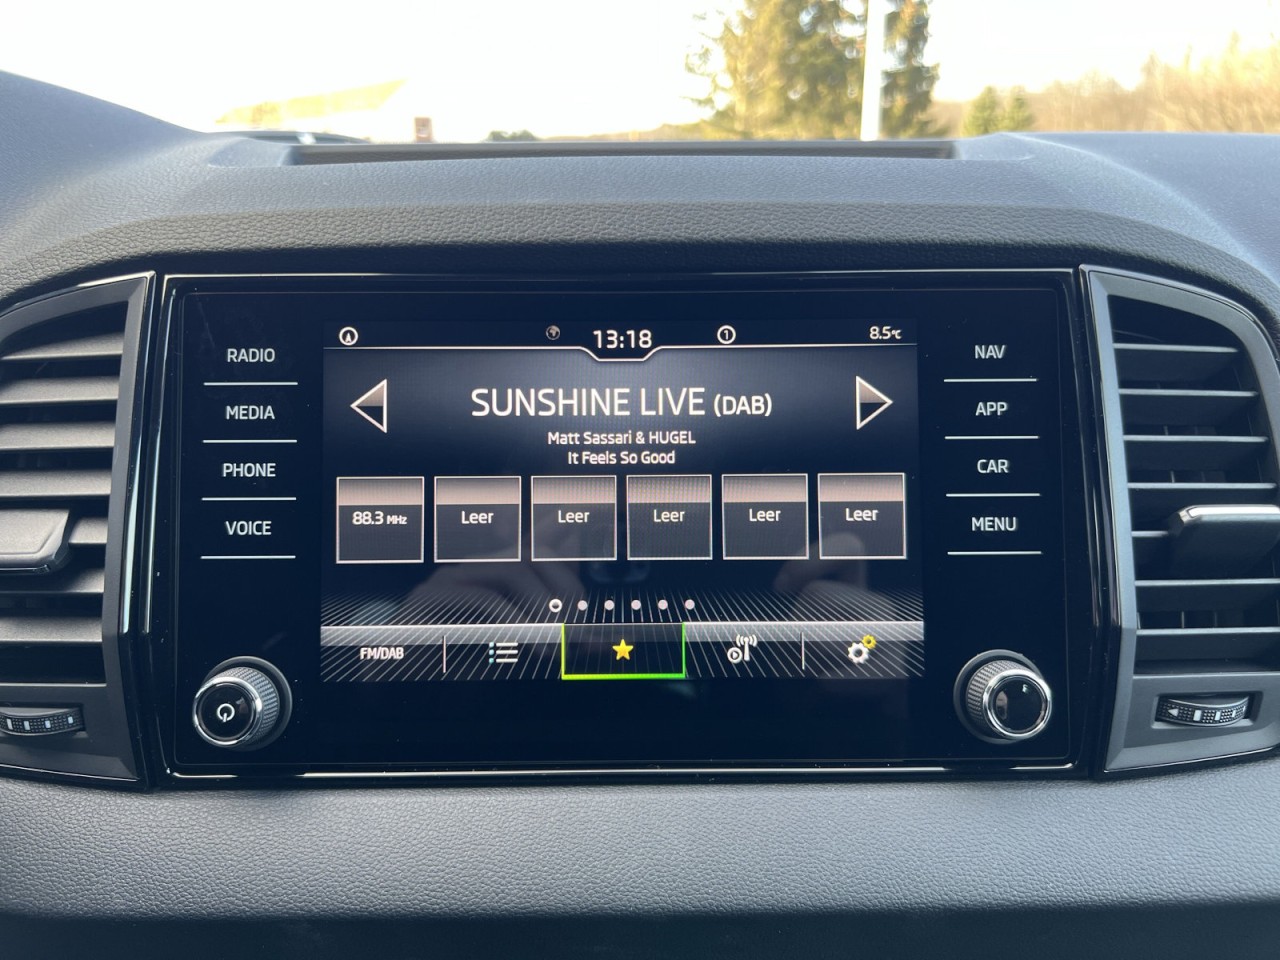 13:18
1
8.5°C
RADIO
MEDIA
PHONE
VOICE
SUNSHINE LIVE (DAB)
Matt Sassari & HUGEL
It Feels So Good
88.3 MHz
Leer
Leer
Leer
Leer
Leer
FM/DAB
NAV
APP
CAR
MENU